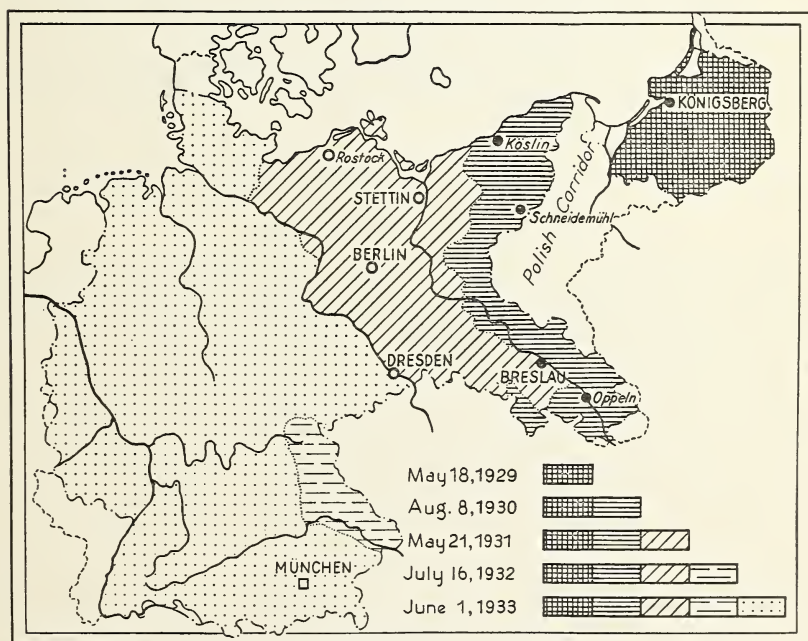 KÖNIGSBERG
Köslin
Rostock
STETTIN
Polish Corridor
Schneidemühl
BERLIN
DRESDEN
BRESLAU
Oppeln
May 18, 1929
Aug. 8, 1930
May 21, 1931
July 16, 1932
June 1, 1933
MÜNCHEN